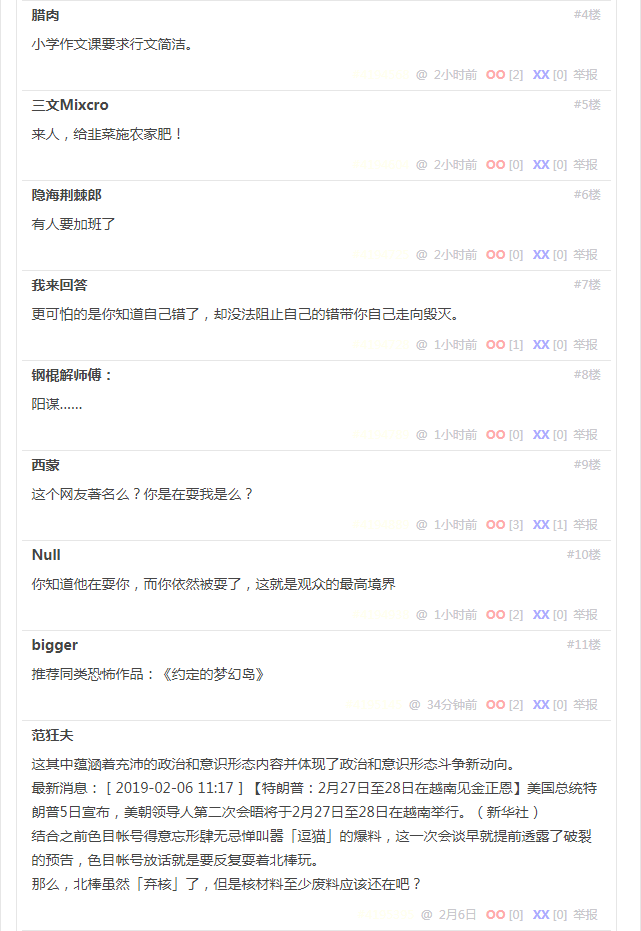 腊肉 #4楼
小学作文课要求行文简洁。
@ 2小时前 OO [2] XX [0] 举报
三文Mixcro #5楼
来人，给韭菜施农家肥！
@ 2小时前 OO [0] XX [0] 举报
隐海荆棘郎 #6楼
有人要加班了
@ 2小时前 OO [0] XX [0] 举报
我来回答 #7楼
更可怕的是你知道自己错了，却没法阻止自己的错带你自己走向毁灭。
@ 1小时前 OO [1] XX [0] 举报
钢棍解师傅： #8楼
阳谋……
@ 1小时前 OO [0] XX [0] 举报
西蒙 #9楼
这个网友著名么？你是在耍我是么？
@ 1小时前 OO [3] XX [1] 举报
Null #10楼
你知道他在耍你，而你依然被耍了，这就是观众的最高境界
@ 1小时前 OO [2] XX [0] 举报
bigger #11楼
推荐同类恐怖作品：《约定的梦幻岛》
@ 34分钟前 OO [2] XX [0] 举报
范狂夫
这其中蕴涵着充沛的政治和意识形态内容并体现了政治和意识形态斗争新动向。
最新消息：[ 2019-02-06 11:17 ]【特朗普：2月27日至28日在越南见金正恩】美国总统特
朗普5日宣布，美朝领导人第二次会晤将于2月27日至28日在越南举行。（新华社）
结合之前色目帐号得意忘形肆无忌惮叫嚣「逗猫」的爆料，这一次会谈早就提前透露了破裂
的预告，色目帐号放话就是要反复耍着北棒玩。
那么，北棒虽然「弃核」了，但是核材料至少废料应该还在吧？
@ 2月6日 OO [0] XX [0] 举报